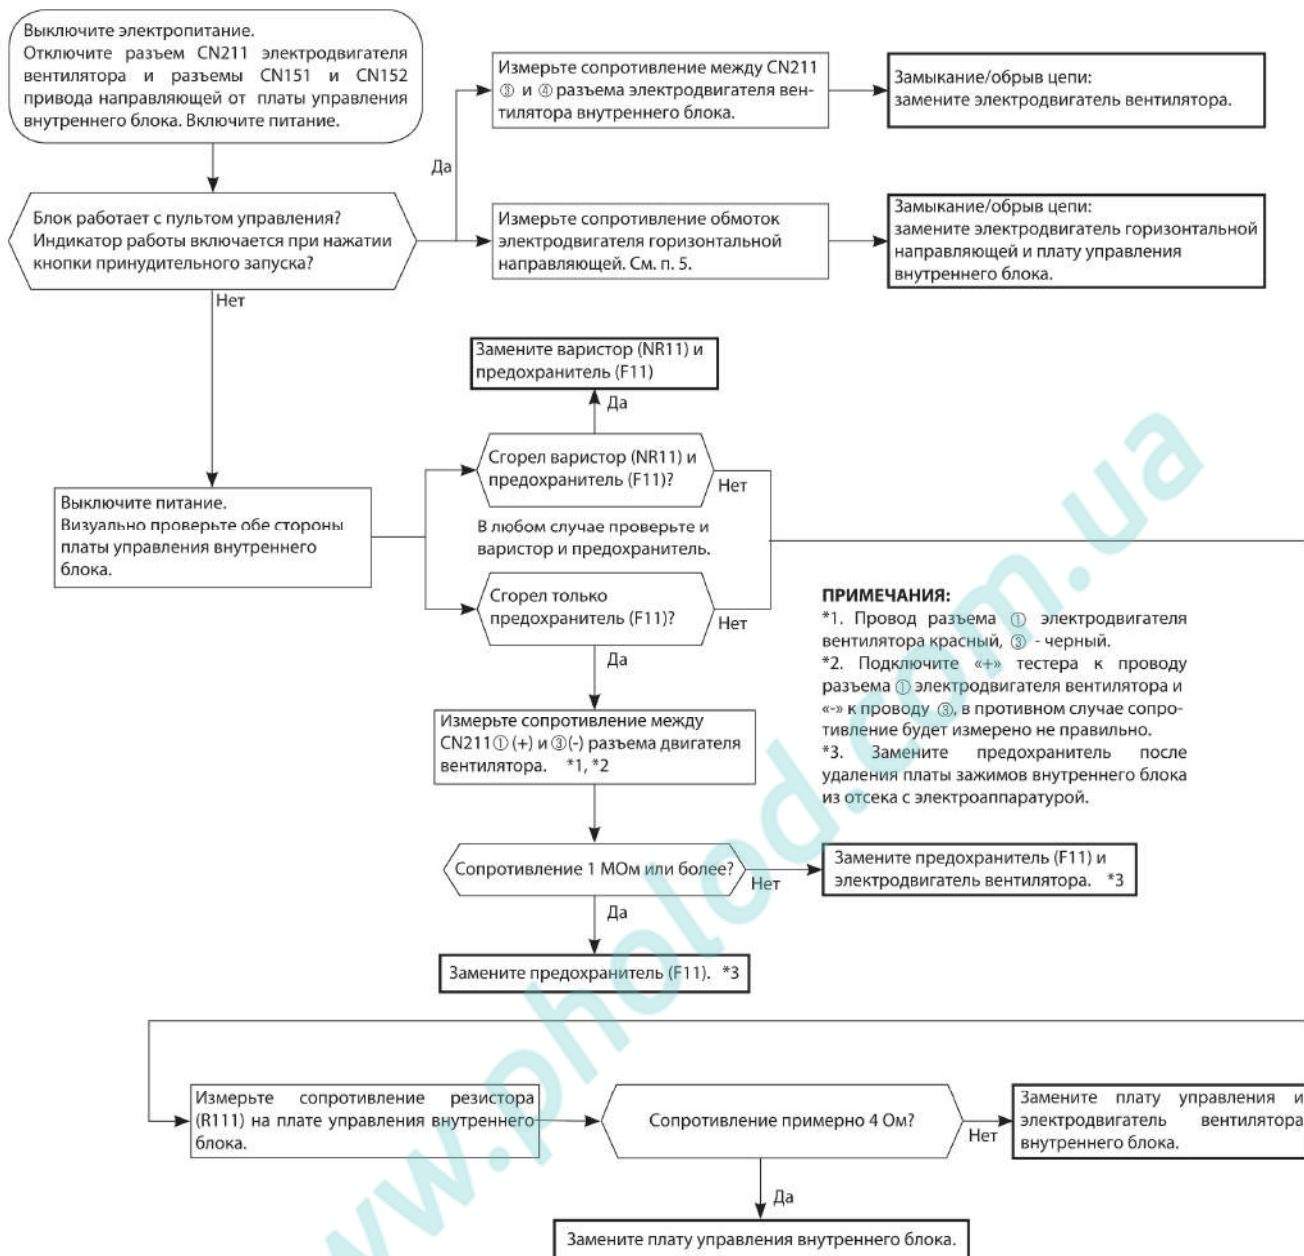 Выключите электропитание.
Отключите разъем CN211 электродвигателя
вентилятора и разъемы CN151 и CN152
привода направляющей от платы управления
внутреннего блока. Включите питание.
Измерьте сопротивление между CN211
③ и ④ разъема электродвигателя вен-
тилятора внутреннего блока.
Замыкание/обрыв цепи:
замените электродвигатель вентилятора.
Да
Блок работает с пультом управления?
Индикатор работы включается при нажатии
кнопки принудительного запуска?
Измерьте сопротивление обмоток
электродвигателя горизонтальной
направляющей. См. п. 5.
Замыкание/обрыв цепи:
замените электродвигатель горизонтальной
направляющей и плату управления
внутреннего блока.
Нет
Замените варистор (NR11) и
предохранитель (F11)
Да
Сгорел варистор (NR11) и
предохранитель (F11)?
Нет
Выключите питание.
Визуально проверьте обе стороны
платы управления внутреннего
блока.
В любом случае проверьте и
варистор и предохранитель.
Сгорел только
предохранитель (F11)?
Нет
Да
ПРИМЕЧАНИЯ:
*1. Провод разъема ① электродвигателя
вентилятора красный, ③ - черный.
*2. Подключите «+» тестера к проводу
разъема ① электродвигателя вентилятора и
«-» к проводу ③, в противном случае сопро-
тивление будет измерено не правильно.
*3. Замените предохранитель после
удаления платы зажимов внутреннего блока
из отсека с электроаппаратурой.
Измерьте сопротивление между
CN211① (+) и ③(-) разъема двигателя
вентилятора. *1, *2
Сопротивление 1 МОм или более?
Нет
Замените предохранитель (F11) и
электродвигатель вентилятора. *3
Да
Замените предохранитель (F11). *3
Измерьте сопротивление резистора
(R111) на плате управления внутреннего
блока.
Сопротивление примерно 4 Ом?
Нет
Замените плату управления и
электродвигатель вентилятора
внутреннего блока.
Да
Замените плату управления внутреннего блока.
ww.pholod.com.ua